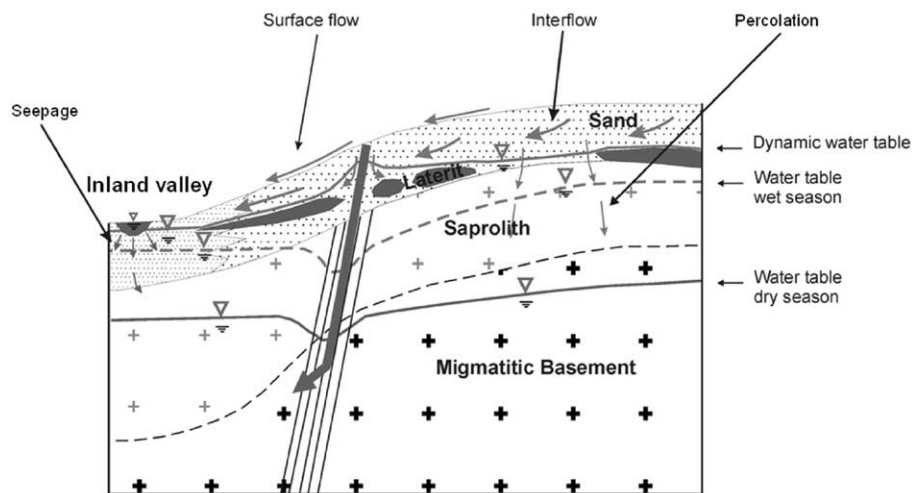 Surface flow
Interflow
Percolation
Seepage
Sand
Dynamic water table
Inland valley
Laterit
Water table
wet season
Saprolith
Water table
dry season
Migmatitic Basement